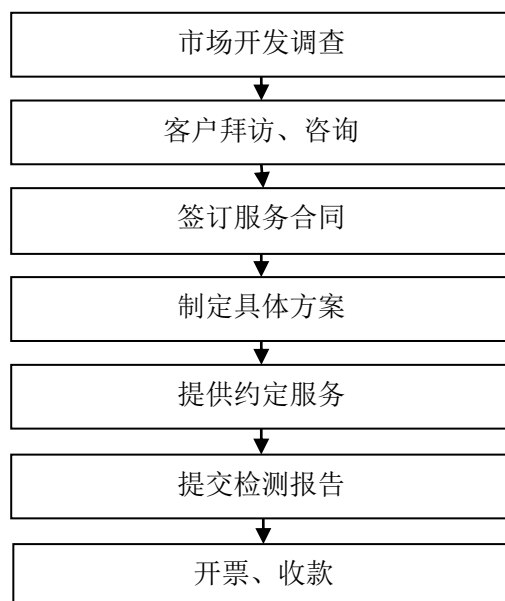 市场开发调查
客户拜访、咨询
签订服务合同
制定具体方案
提供约定服务
提交检测报告
开票、收款